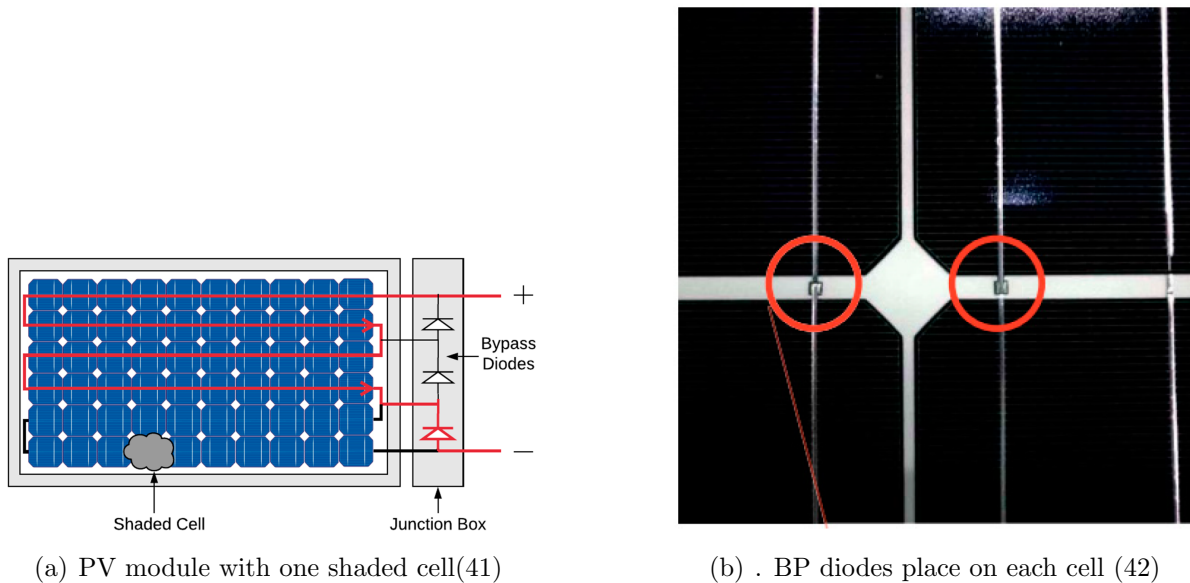 +
Bypass
Diodes
−
Shaded Cell
Junction Box
(a) PV module with one shaded cell(41)
(b) . BP diodes place on each cell (42)